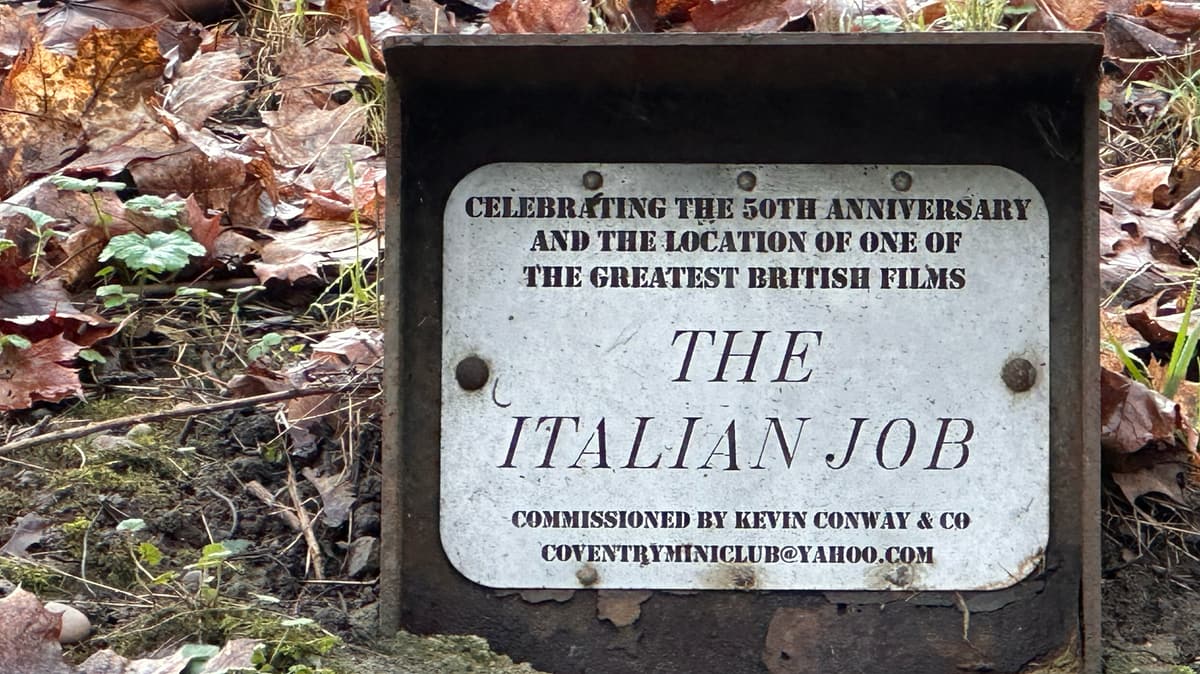 CELEBRATING THE 50TH ANNIVERSARY
AND THE LOCATION OF ONE OF
THE GREATEST BRITISH FILMS
THE
ITALIAN JOB
COMMISSIONED BY KEVIN CONWAY & CO
COVENTRYMINICLUB@YAHOO.COM